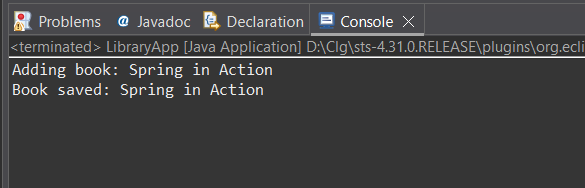 Problems @ Javadoc Declaration Console
<terminated> LibraryApp [Java Application] D:\Clg\sts-4.31.0.RELEASE\plugins\org.ecli
Adding book: Spring in Action
Book saved: Spring in Action